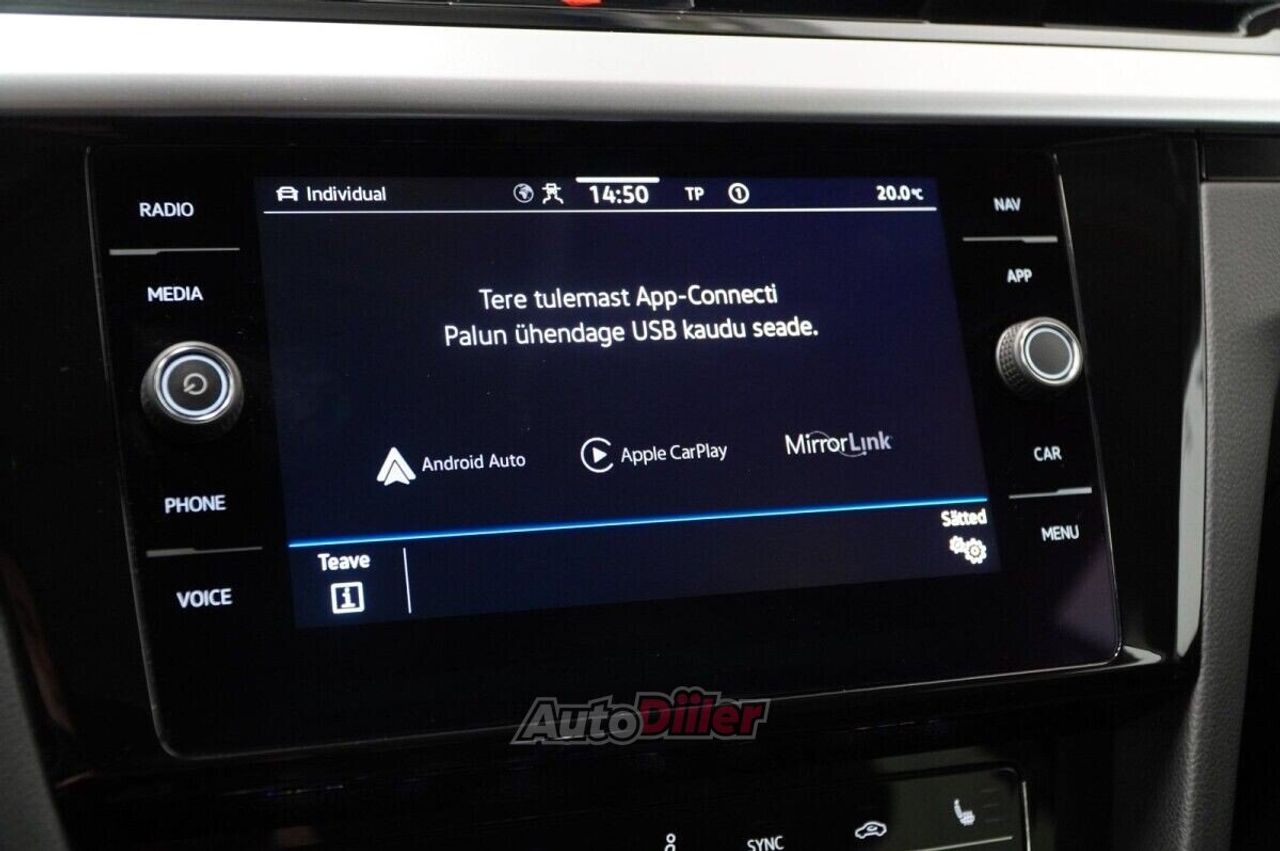 RADIO
MEDIA
PHONE
VOICE
Individual 14:50 TP 1 20.0°C
Tere tulemast App-Connecti
Palun ühendage USB kaudu seade.
Android Auto Apple CarPlay MirrorLink
Sätted
Teave
NAV
APP
CAR
MENU
AutoDiiler
SYNC